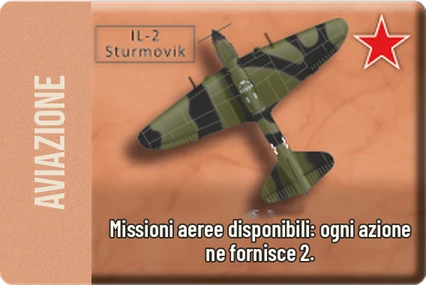 AVIAZIONE
IL-2
Sturmovik
Missioni aeree disponibili: ogni azione
ne fornisce 2.